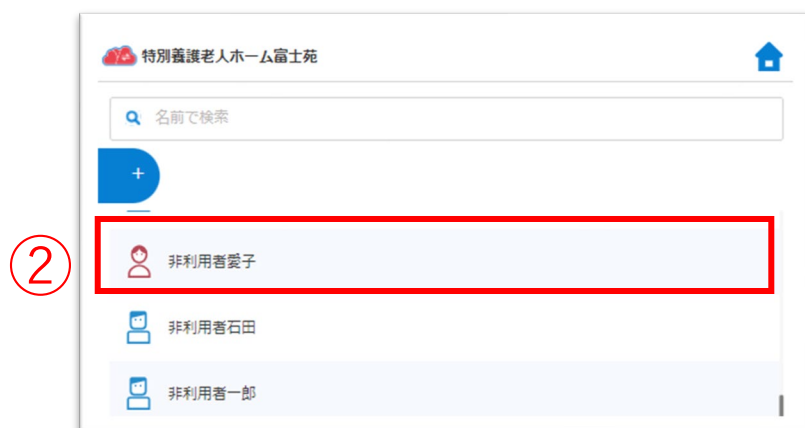 特別養護老人ホーム富士苑
名前で検索
+
②
非利用者愛子
非利用者石田
非利用者一郎